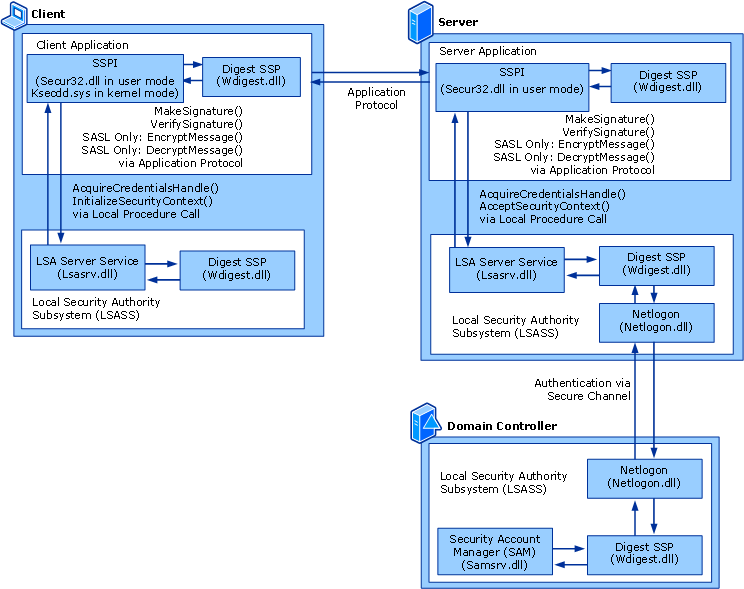 Client
Client Application
SSPI
(Secur32.dll in user mode
Ksecdd.sys in kernel mode)
Digest SSP
(Wdigest.dll)
MakeSignature()
VerifySignature()
SASL Only: EncryptMessage()
SASL Only: DecryptMessage()
via Application Protocol
AcquireCredentialsHandle()
InitializeSecurityContext()
via Local Procedure Call
LSA Server Service
(Lsasrv.dll)
Digest SSP
(Wdigest.dll)
Local Security Authority
Subsystem (LSASS)
Application
Protocol
Server
Server Application
SSPI
(Secur32.dll in user mode)
Digest SSP
(Wdigest.dll)
MakeSignature()
VerifySignature()
SASL Only: EncryptMessage()
SASL Only: DecryptMessage()
via Application Protocol
AcquireCredentialsHandle()
AcceptSecurityContext()
via Local Procedure Call
LSA Server Service
(Lsasrv.dll)
Digest SSP
(Wdigest.dll)
Local Security Authority
Subsystem (LSASS)
Netlogon
(Netlogon.dll)
Authentication via
Secure Channel
Domain Controller
Local Security Authority
Subsystem (LSASS)
Netlogon
(Netlogon.dll)
Security Account
Manager (SAM)
(Samsrv.dll)
Digest SSP
(Wdigest.dll)